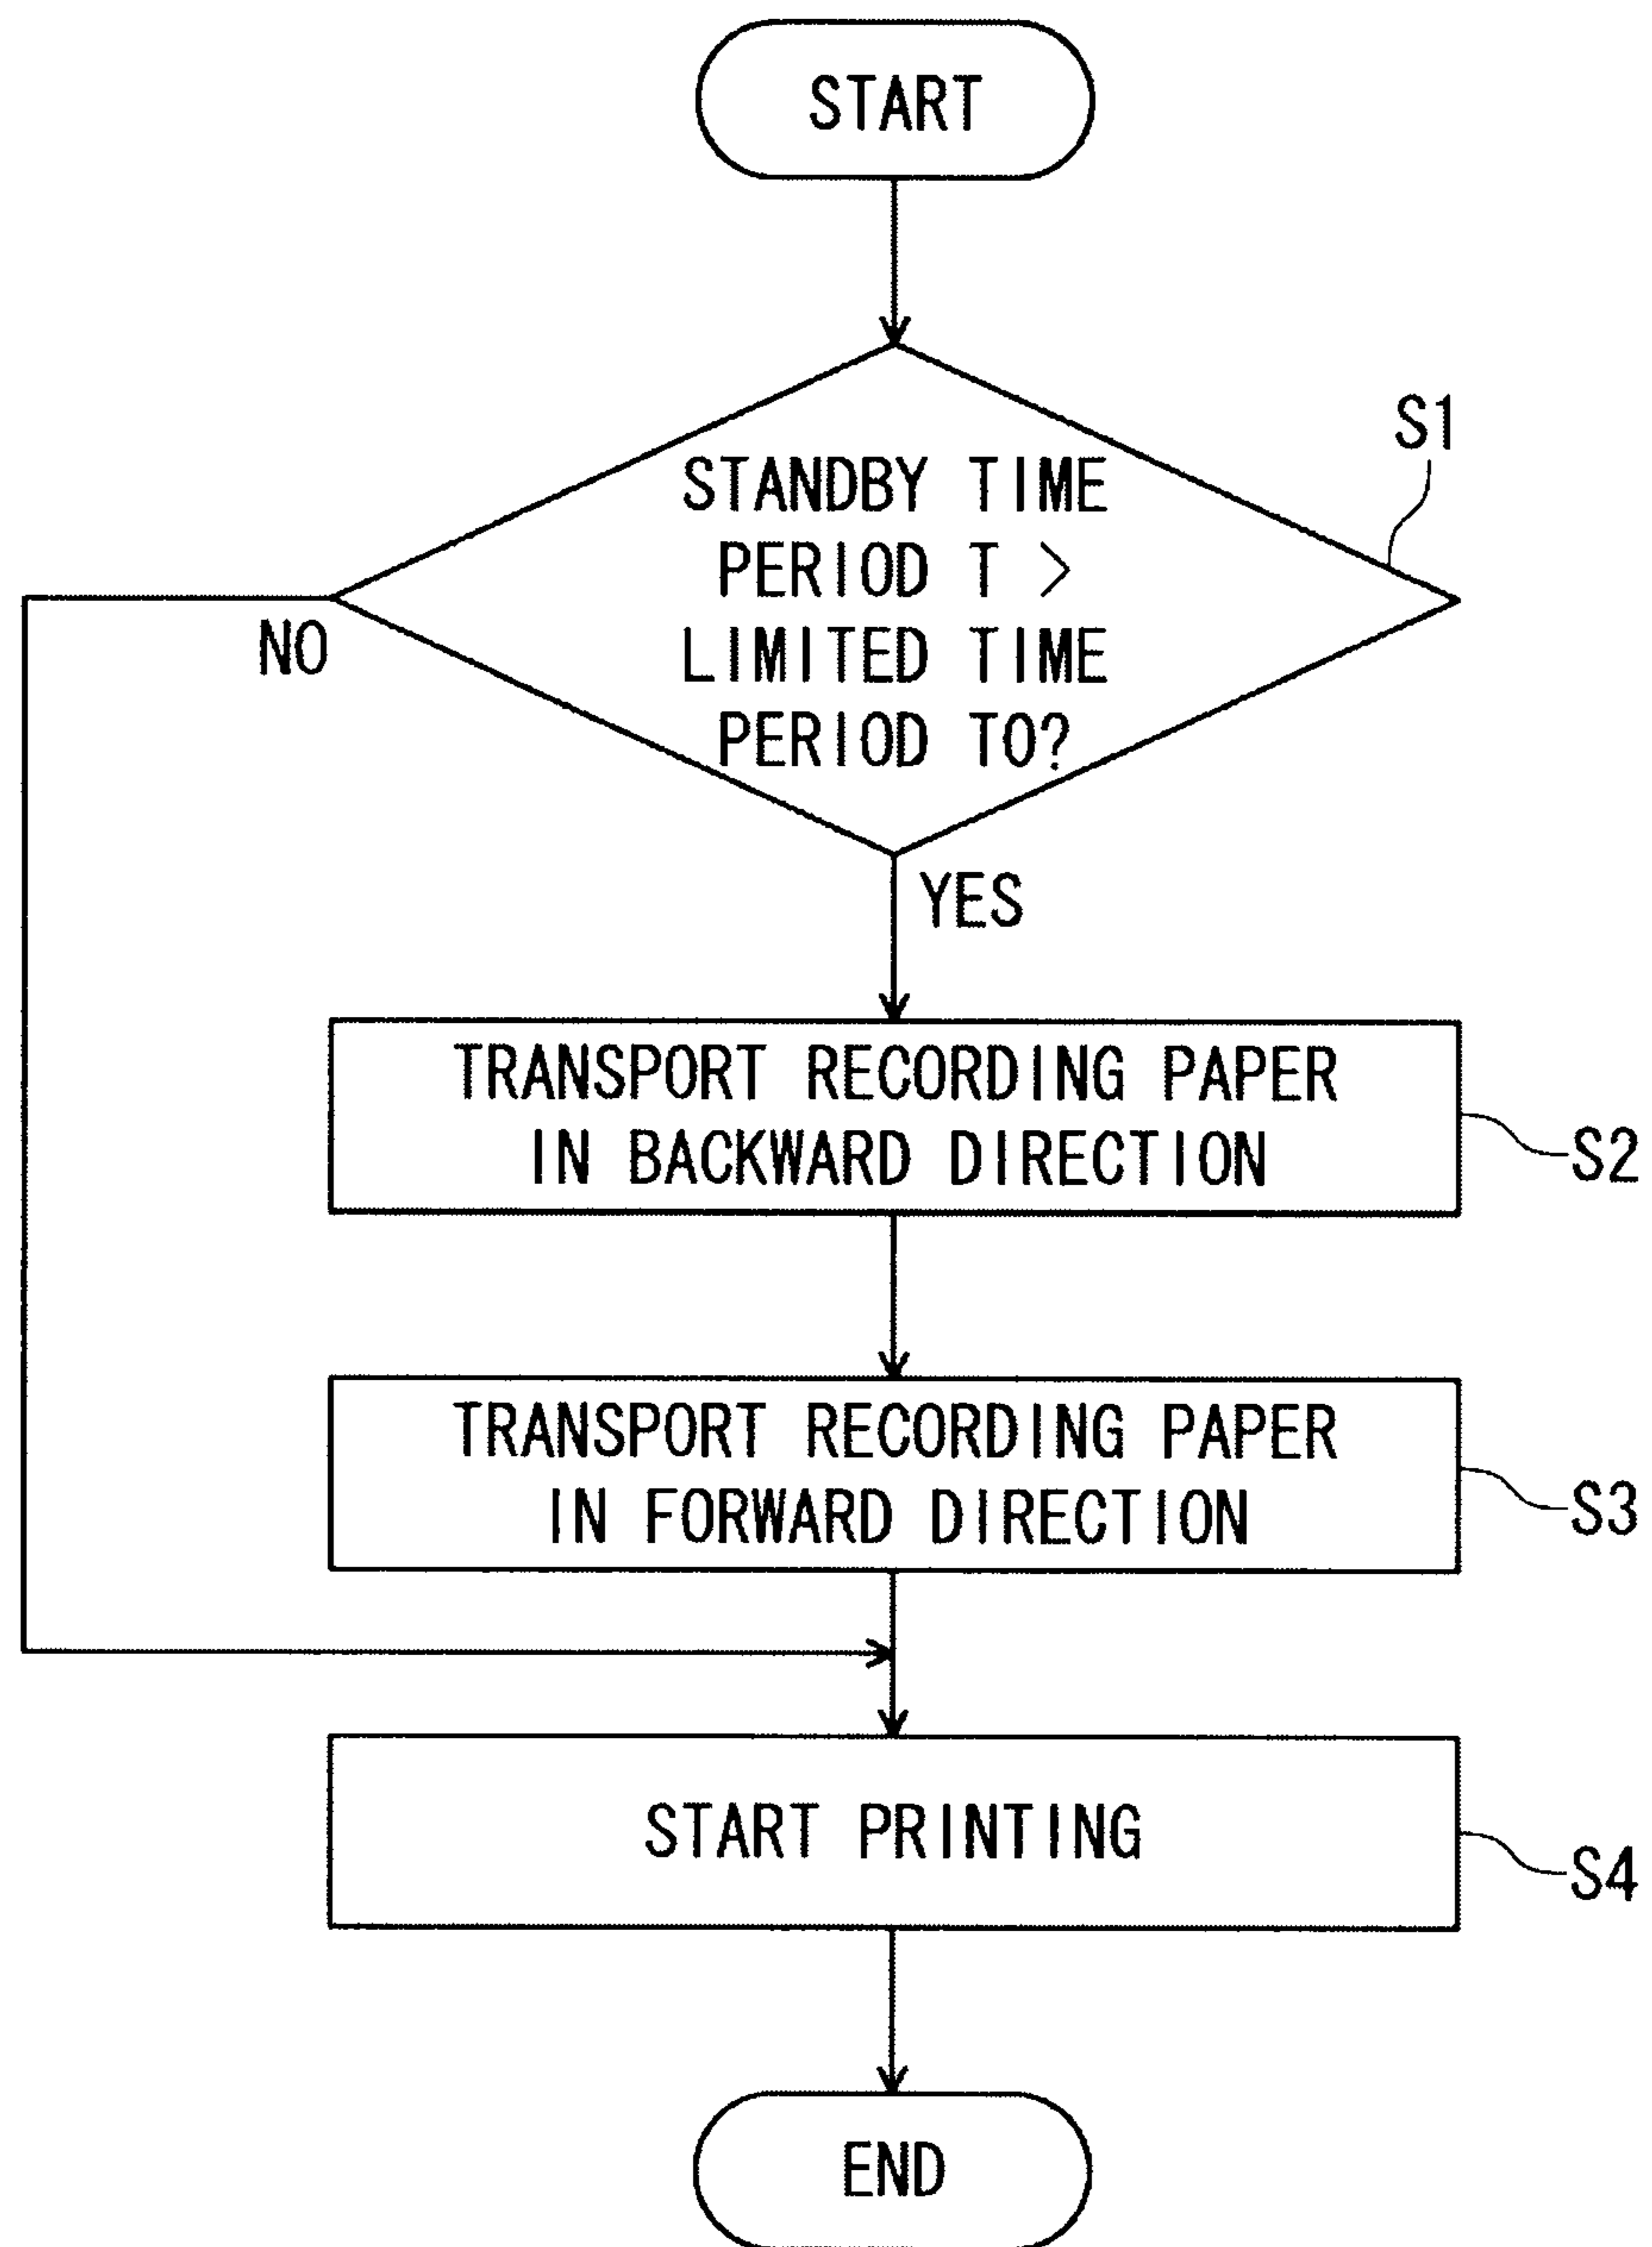 START
S1
STANDBY TIME
PERIOD T >
LIMITED TIME
PERIOD TO?
NO
YES
TRANSPORT RECORDING PAPER
IN BACKWARD DIRECTION
S2
TRANSPORT RECORDING PAPER
IN FORWARD DIRECTION
S3
START PRINTING
S4
END